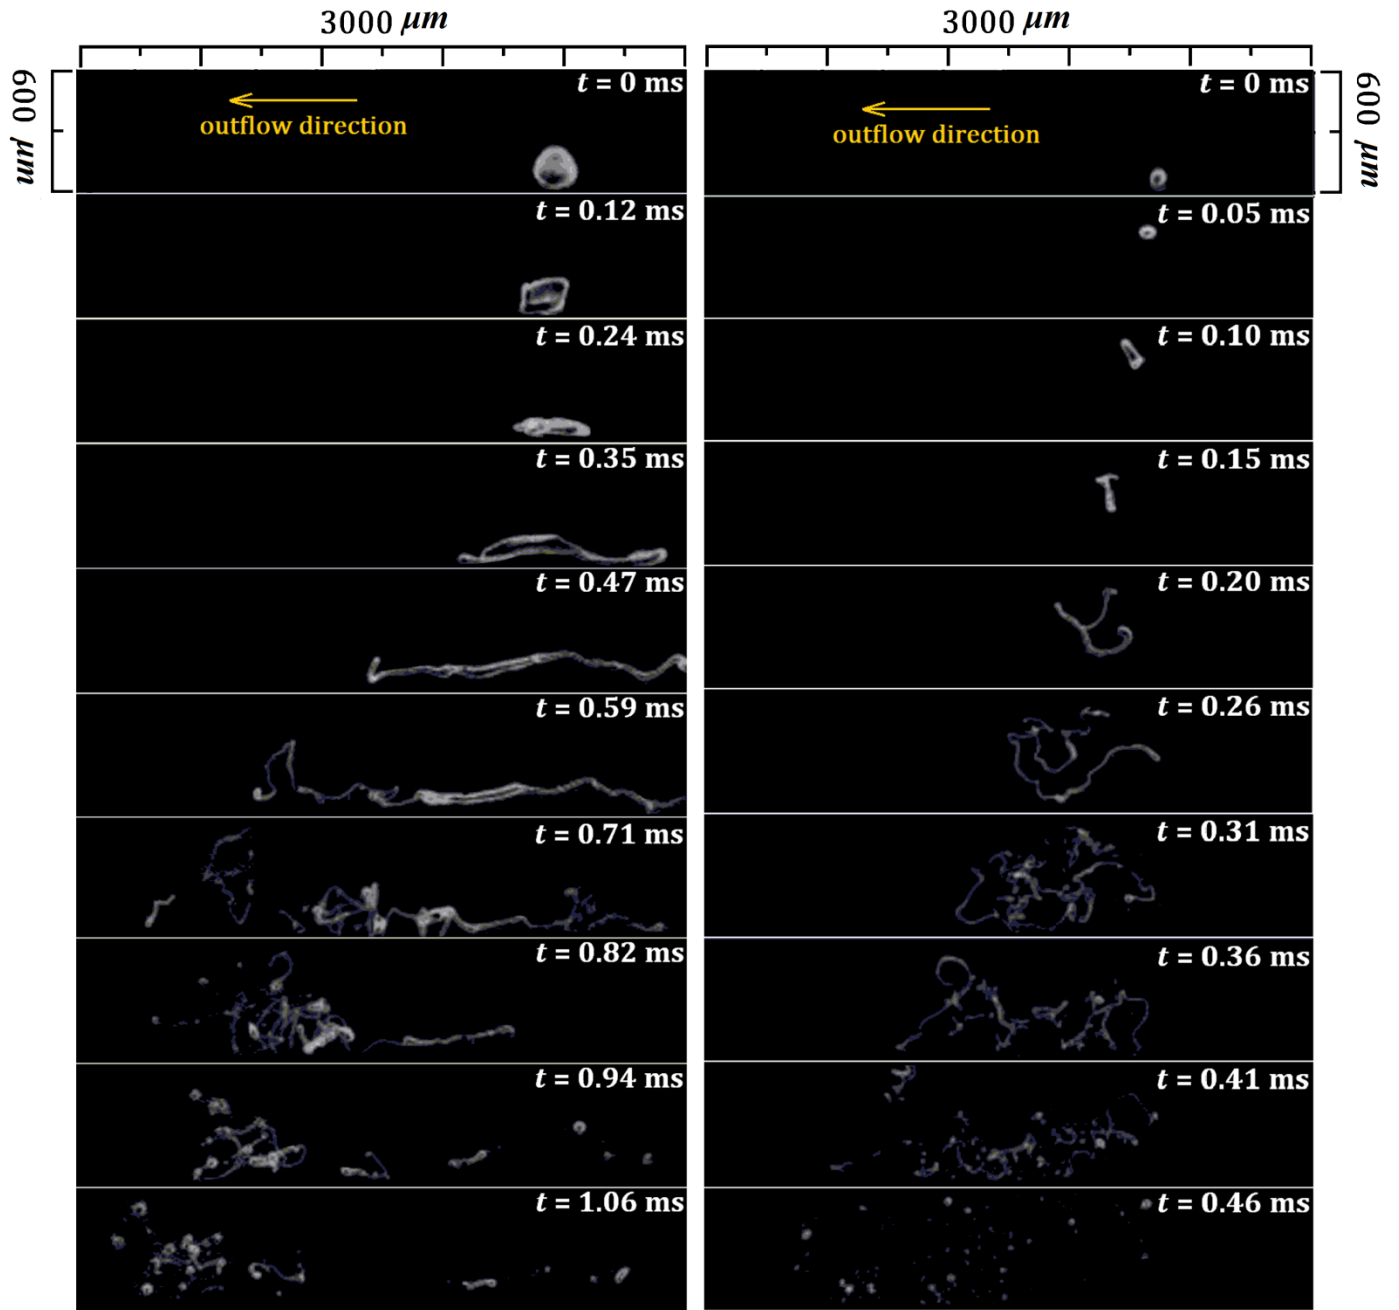 3000 μm
3000 μm
600 μm
t = 0 ms
outflow direction
t = 0.12 ms
t = 0.24 ms
t = 0.35 ms
t = 0.47 ms
t = 0.59 ms
t = 0.71 ms
t = 0.82 ms
t = 0.94 ms
t = 1.06 ms
t = 0 ms
outflow direction
t = 0.05 ms
t = 0.10 ms
t = 0.15 ms
t = 0.20 ms
t = 0.26 ms
t = 0.31 ms
t = 0.36 ms
t = 0.41 ms
t = 0.46 ms
600 μm